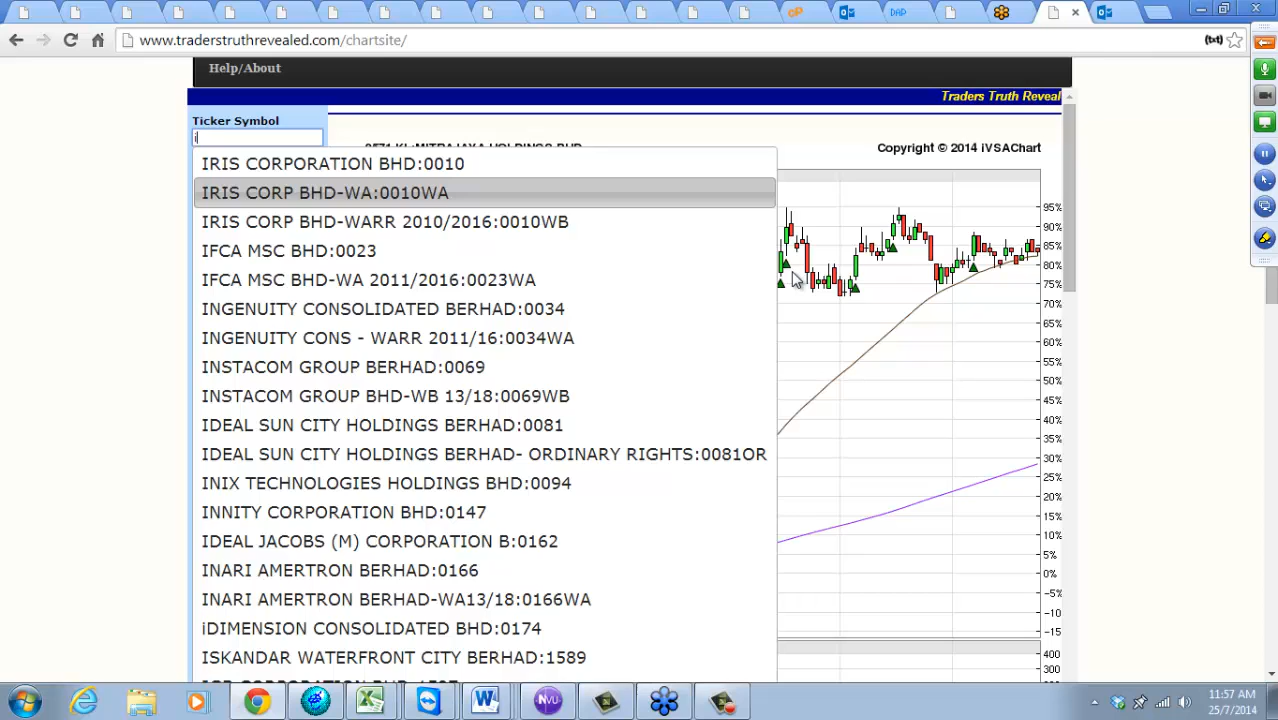 CP
DAP
www.traderstruthrevealed.com/chartsite/
(txt)
Help/About
Traders Truth Reveal
Ticker Symbol
i
Copyright © 2014 iVSAChart
IRIS CORPORATION BHD:0010
IRIS CORP BHD-WA:0010WA
IRIS CORP BHD-WARR 2010/2016:0010WB
IFCA MSC BHD:0023
IFCA MSC BHD-WA 2011/2016:0023WA
INGENUITY CONSOLIDATED BERHAD:0034
INGENUITY CONS - WARR 2011/16:0034WA
INSTACOM GROUP BERHAD:0069
INSTACOM GROUP BHD-WB 13/18:0069WB
IDEAL SUN CITY HOLDINGS BERHAD:0081
IDEAL SUN CITY HOLDINGS BERHAD- ORDINARY RIGHTS:0081OR
INIX TECHNOLOGIES HOLDINGS BHD:0094
INNITY CORPORATION BHD:0147
IDEAL JACOBS (M) CORPORATION B:0162
INARI AMERTRON BERHAD:0166
INARI AMERTRON BERHAD-WA13/18:0166WA
iDIMENSION CONSOLIDATED BHD:0174
ISKANDAR WATERFRONT CITY BERHAD:1589
95%
90%
85%
80%
75%
70%
65%
60%
55%
50%
45%
40%
35%
30%
25%
20%
15%
10%
5%
0%
-5%
-10
-15
400
300
NVU
11:57 AM
25/7/2014